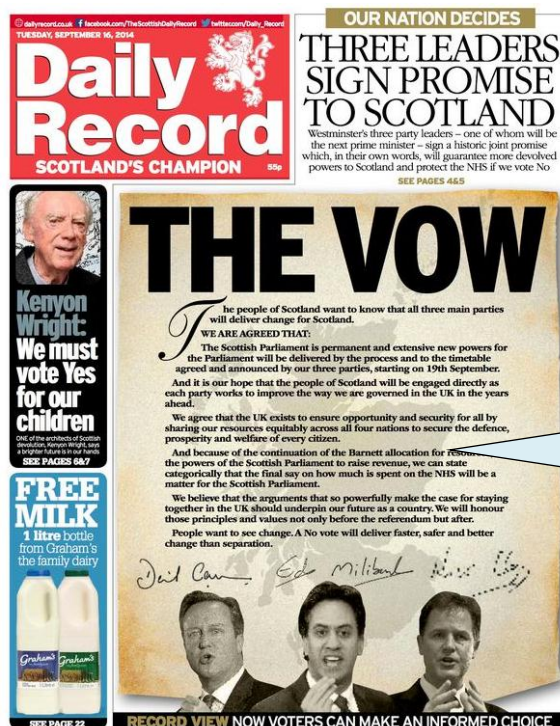 dailyrecord.co.uk facebook.com/TheScottishDailyRecord twitter.com/Daily_Record
TUESDAY, SEPTEMBER 16, 2014
Daily
Record
SCOTLAND'S CHAMPION 55p
OUR NATION DECIDES
THREE LEADERS
SIGN PROMISE
TO SCOTLAND
Westminster's three party leaders – one of whom will be
the next prime minister – sign a historic joint promise
which, in their own words, will guarantee more devolved
powers to Scotland and protect the NHS if we vote No
SEE PAGES 4&5
Kenyon
Wright:
We must
vote Yes
for our
children
ONE of the architects of Scottish
devolution, Kenyon Wright, says
a brighter future is in our hands
SEE PAGES 6&7
FREE
MILK
1 litre bottle
from Graham's
the family dairy
Graham's Graham's
SEE PAGE 22
THE VOW
The people of Scotland want to know that all three main parties
will deliver change for Scotland.
WE ARE AGREED THAT:
The Scottish Parliament is permanent and extensive new powers for
the Parliament will be delivered by the process and to the timetable
agreed and announced by our three parties, starting on 19th September.
And it is our hope that the people of Scotland will be engaged directly as
each party works to improve the way we are governed in the UK in the years
ahead.
We agree that the UK exists to ensure opportunity and security for all by
sharing our resources equitably across all four nations to secure the defence,
prosperity and welfare of every citizen.
And because of the continuation of the Barnett allocation for
the powers of the Scottish Parliament to raise revenue, we can state
categorically that the final say on how much is spent on the NHS will be a
matter for the Scottish Parliament.
We believe that the arguments that so powerfully make the case for staying
together in the UK should underpin our future as a country. We will honour
those principles and values not only before the referendum but after.
People want to see change. A No vote will deliver faster, safer and better
change than separation.
Ed Miliband
RECORD VIEW NOW VOTERS CAN MAKE AN INFORMED CHOICE